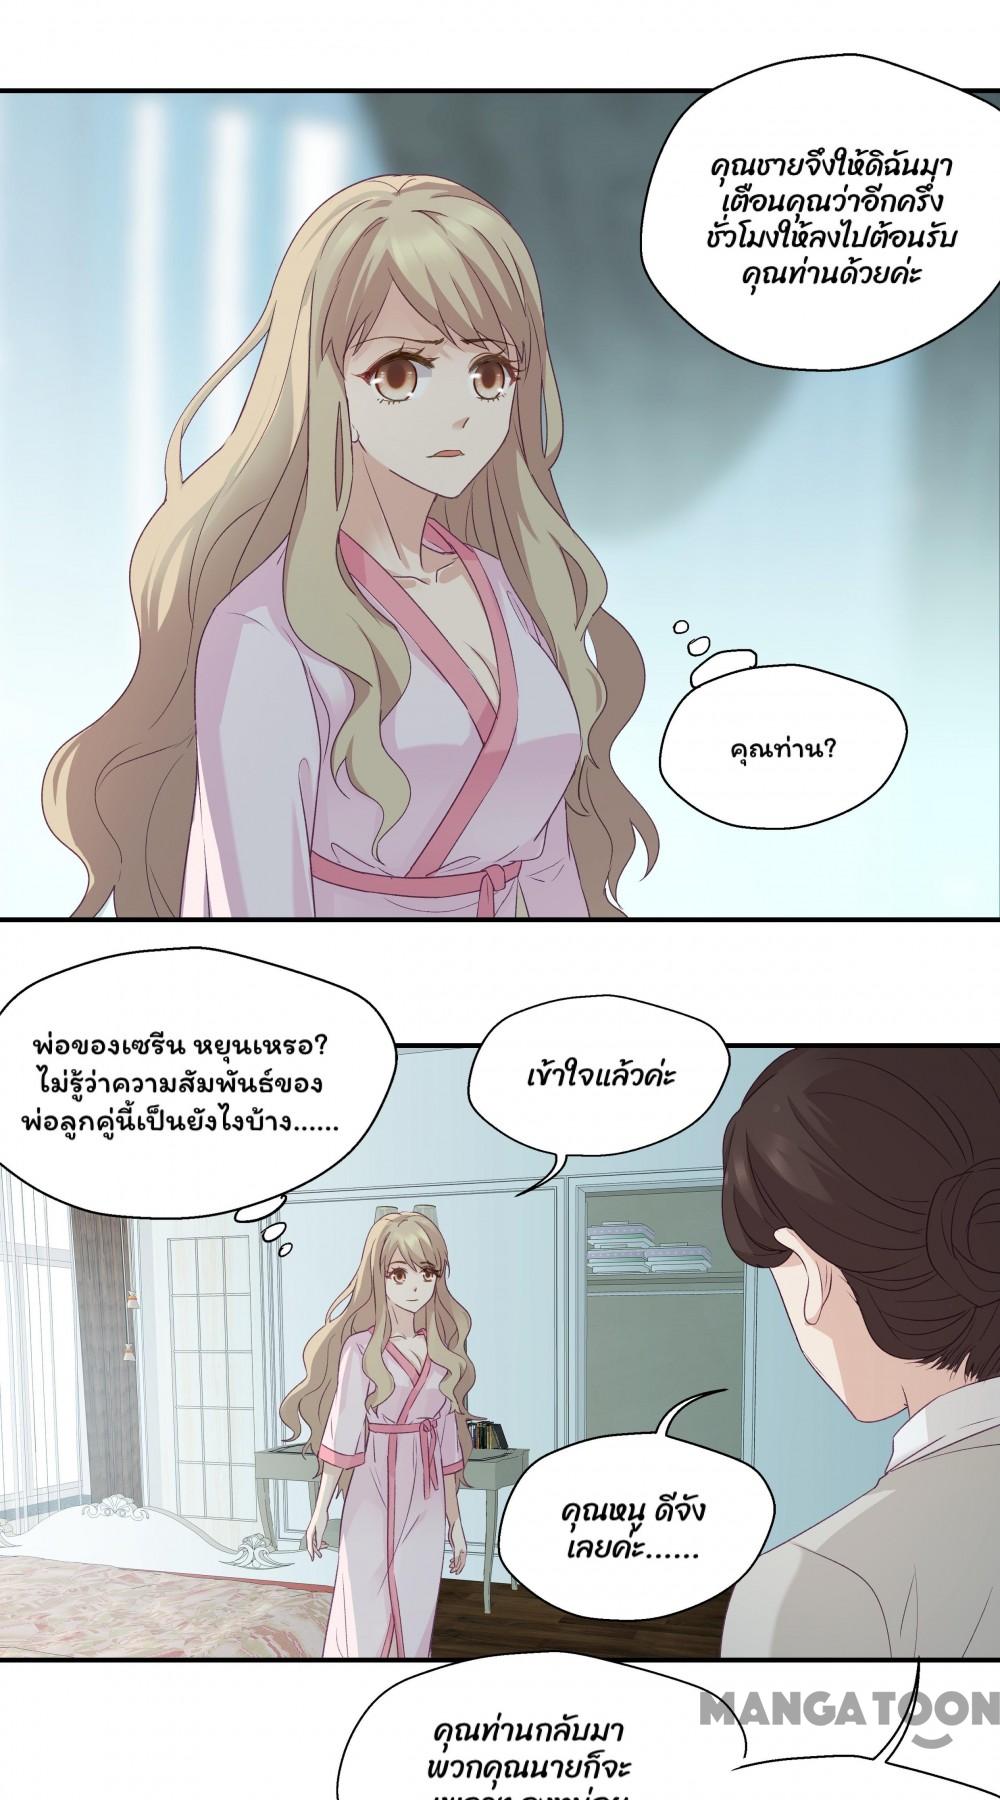 คุณชายจึงให้ดิฉันมา
เตือนคุณว่าอีกครึ่ง
ชั่วโมงให้ลงไปต้อนรับ
คุณท่านด้วยค่ะ
คุณท่าน?
พ่อของเซรีน หยุนเหรอ?
ไม่รู้ว่าความสัมพันธ์ของ
พ่อลูกคู่นี้เป็นยังไงบ้าง......
เข้าใจแล้วค่ะ
คุณหนู ดีจัง
เลยค่ะ......
MANGATOON
คุณท่านกลับมา
พวกคุณนายก็จะ